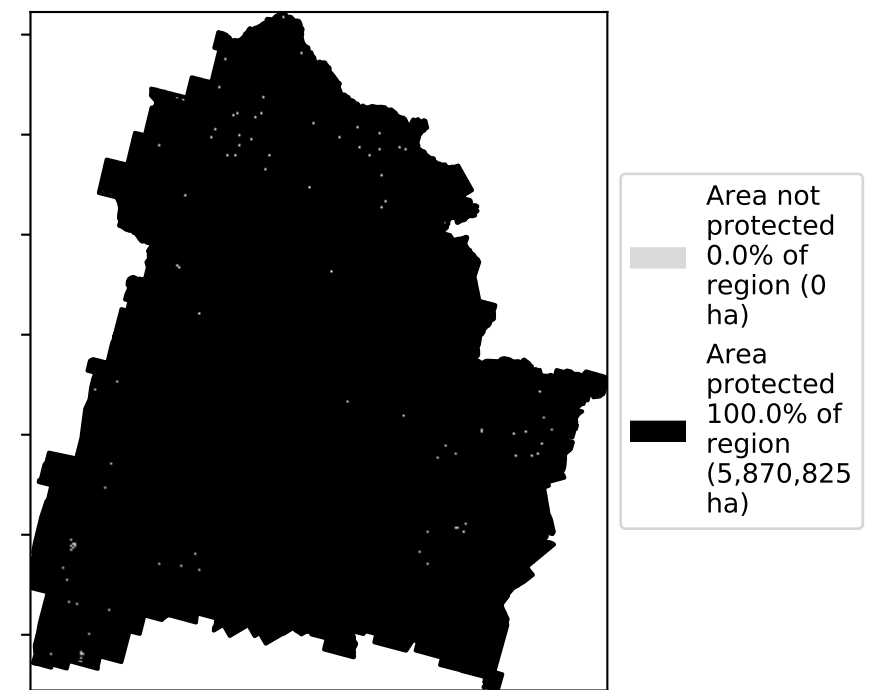 Area not
protected
0.0% of
region (0
ha)
Area
protected
100.0% of
region
(5,870,825
ha)